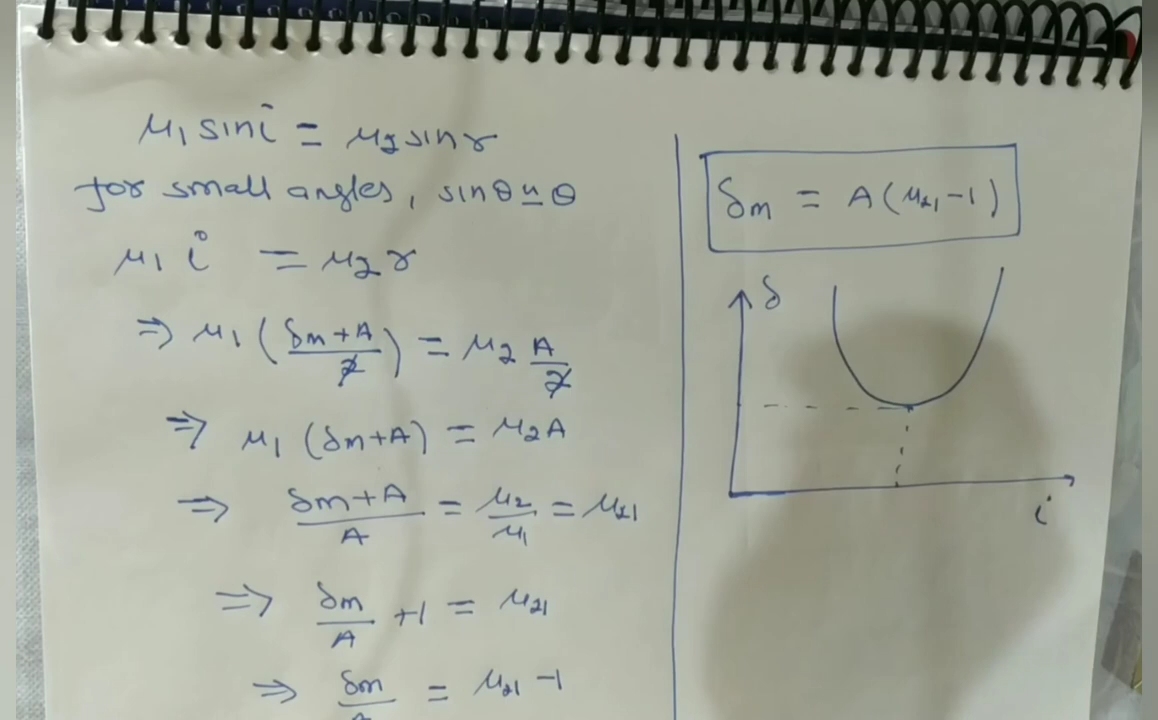 μ₁ sin i = μ₂ sin r
for small angles, sinθ ≃ θ
μ₁ i = μ₂ r
⇒ μ₁ ( (δm + A) / 2 ) = μ₂ A / 2
⇒ μ₁ (δm + A) = μ₂ A
⇒ (δm + A) / A = μ₂ / μ₁ = μ₂₁
⇒ δm / A + 1 = μ₂₁
⇒ δm / A = μ₂₁ - 1
δm = A (μ₂₁ - 1)
δ
i